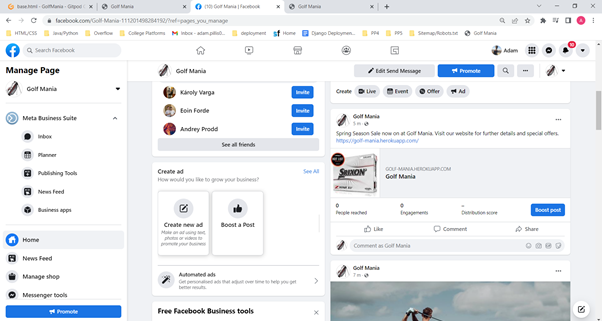 base.html - GolfMania - Gitpod
Golf Mania
(10) Golf Mania | Facebook
Golf Mania
facebook.com/Golf-Mania-111201498284192/?ref=pages_you_manage
HTML/CSS
Java/Python
Overflow
College Platforms
deployment
Home
Django Deploymen...
PP4
PP5
Sitemap/Robots.txt
Golf Mania
Search Facebook
Adam
10
Manage Page
Golf Mania
Meta Business Suite
Inbox
Planner
Publishing Tools
News Feed
Business apps
Home
News Feed
Manage shop
Messenger tools
Promote
Golf Mania
Edit Send Message
Promote
Károly Varga
Invite
Eoin Forde
Invite
Andrey Prodd
Invite
See all friends
Create ad
See All
How would you like to grow your business?
Create new ad
Make an ad using text, photos or videos to promote your business.
Boost a Post
Automated ads
Get personalised ads that adjust over time to help you get better results.
Free Facebook Business tools
Create
Live
Event
Offer
Ad
Golf Mania
5 m
Spring Season Sale now on at Golf Mania. Visit our website for further details and special offers.
https://golf-mania.herokuapp.com/
SRIXON
GOLF-MANIA.HEROKUAPP.COM
Golf Mania
0
People reached
0
Engagements
–
Distribution score
Boost post
Like
Comment
Share
Comment as Golf Mania
Golf Mania
7 m